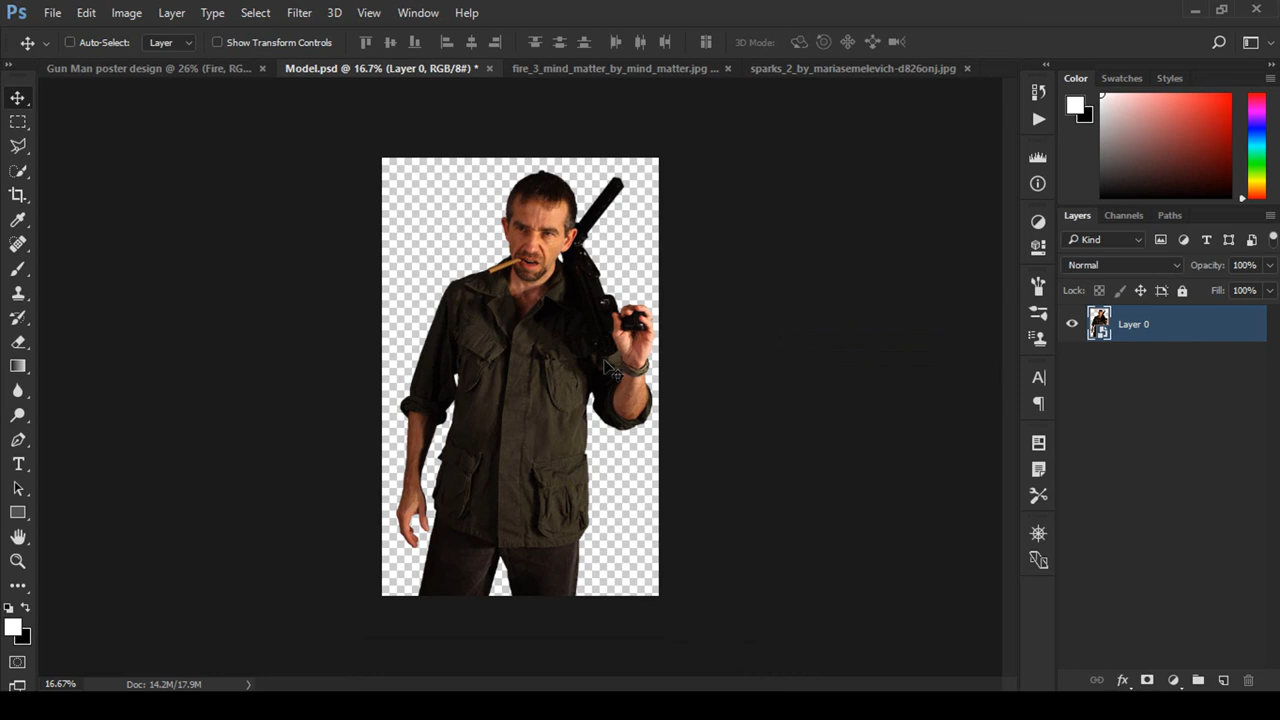 Ps File Edit Image Layer Type Select Filter 3D View Window Help
Auto-Select: Layer Show Transform Controls 3D Mode:
Gun Man poster design @ 26% (Fire, RG... × Model.psd @ 16.7% (Layer 0, RGB/8#) * × fire_3_mind_matter_by_mind_matter.jpg ... × sparks_2_by_mariasemelevich-d826onj.jpg ×
Color Swatches Styles
Layers Channels Paths
Kind
Normal Opacity: 100%
Lock: Fill: 100%
Layer 0
16.67% Doc: 14.2M/17.9M